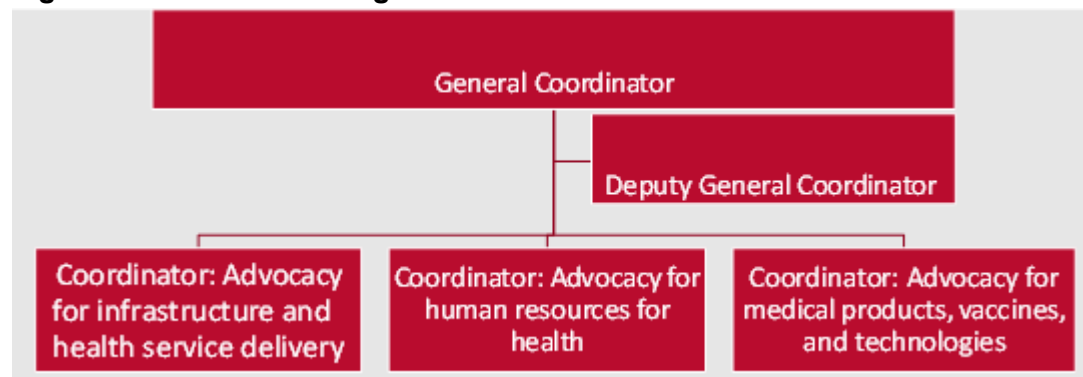 General Coordinator
Deputy General Coordinator
Coordinator: Advocacy
for infrastructure and
health service delivery
Coordinator: Advocacy for
human resources for
health
Coordinator: Advocacy for
medical products, vaccines,
and technologies